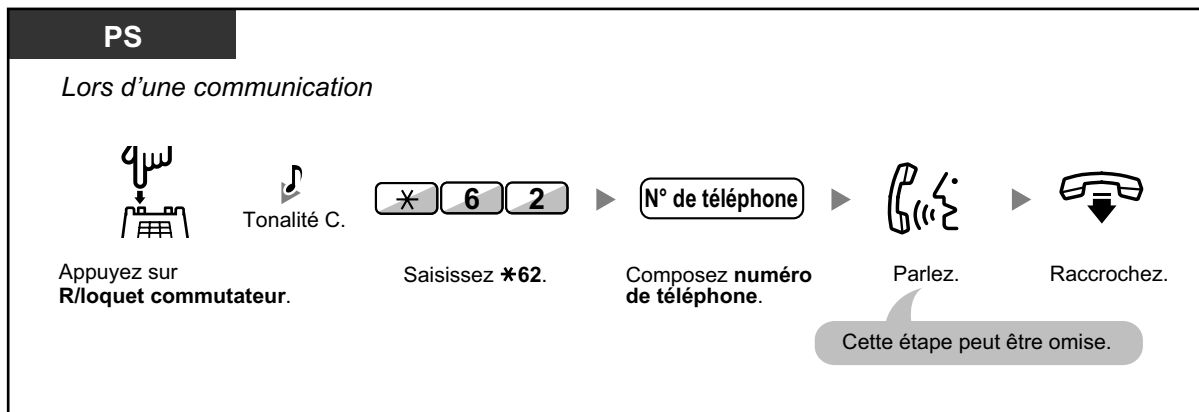 PS
Lors d’une communication
Tonalité C.
* 6 2
N° de téléphone
Appuyez sur
R/loquet commutateur.
Saisissez *62.
Composez numéro
de téléphone.
Parlez.
Raccrochez.
Cette étape peut être omise.